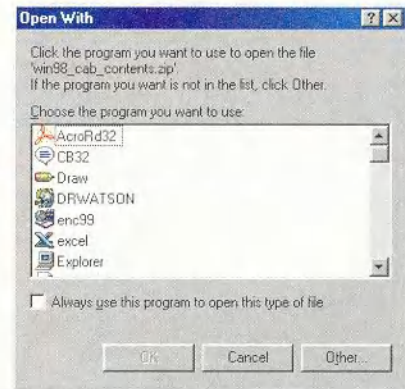 Open With
Click the program you want to use to open the file
'win98_cab_contents.zip'.
If the program you want is not in the list, click Other.
Choose the program you want to use:
AcroRd32
CB32
Draw
DRWATSON
enc99
excel
Explorer
Always use this program to open this type of file
OK
Cancel
Other...